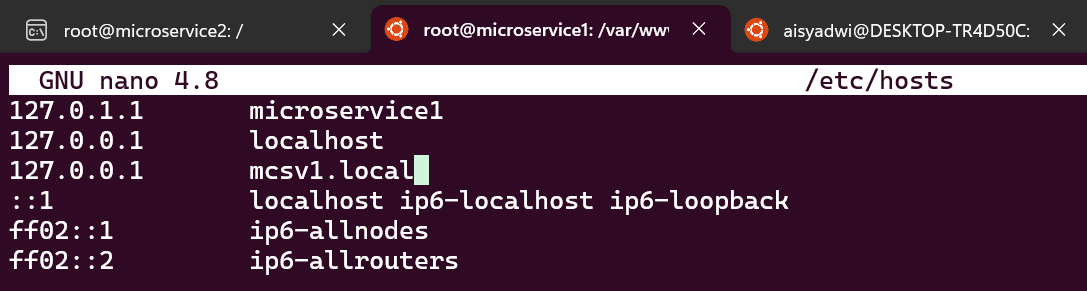 root@microservice2: /
root@microservice1: /var/ww
aisyadwi@DESKTOP-TR4D50C:
GNU nano 4.8 /etc/hosts
127.0.1.1 microservice1
127.0.0.1 localhost
127.0.0.1 mcsv1.local
::1 localhost ip6-localhost ip6-loopback
ff02::1 ip6-allnodes
ff02::2 ip6-allrouters